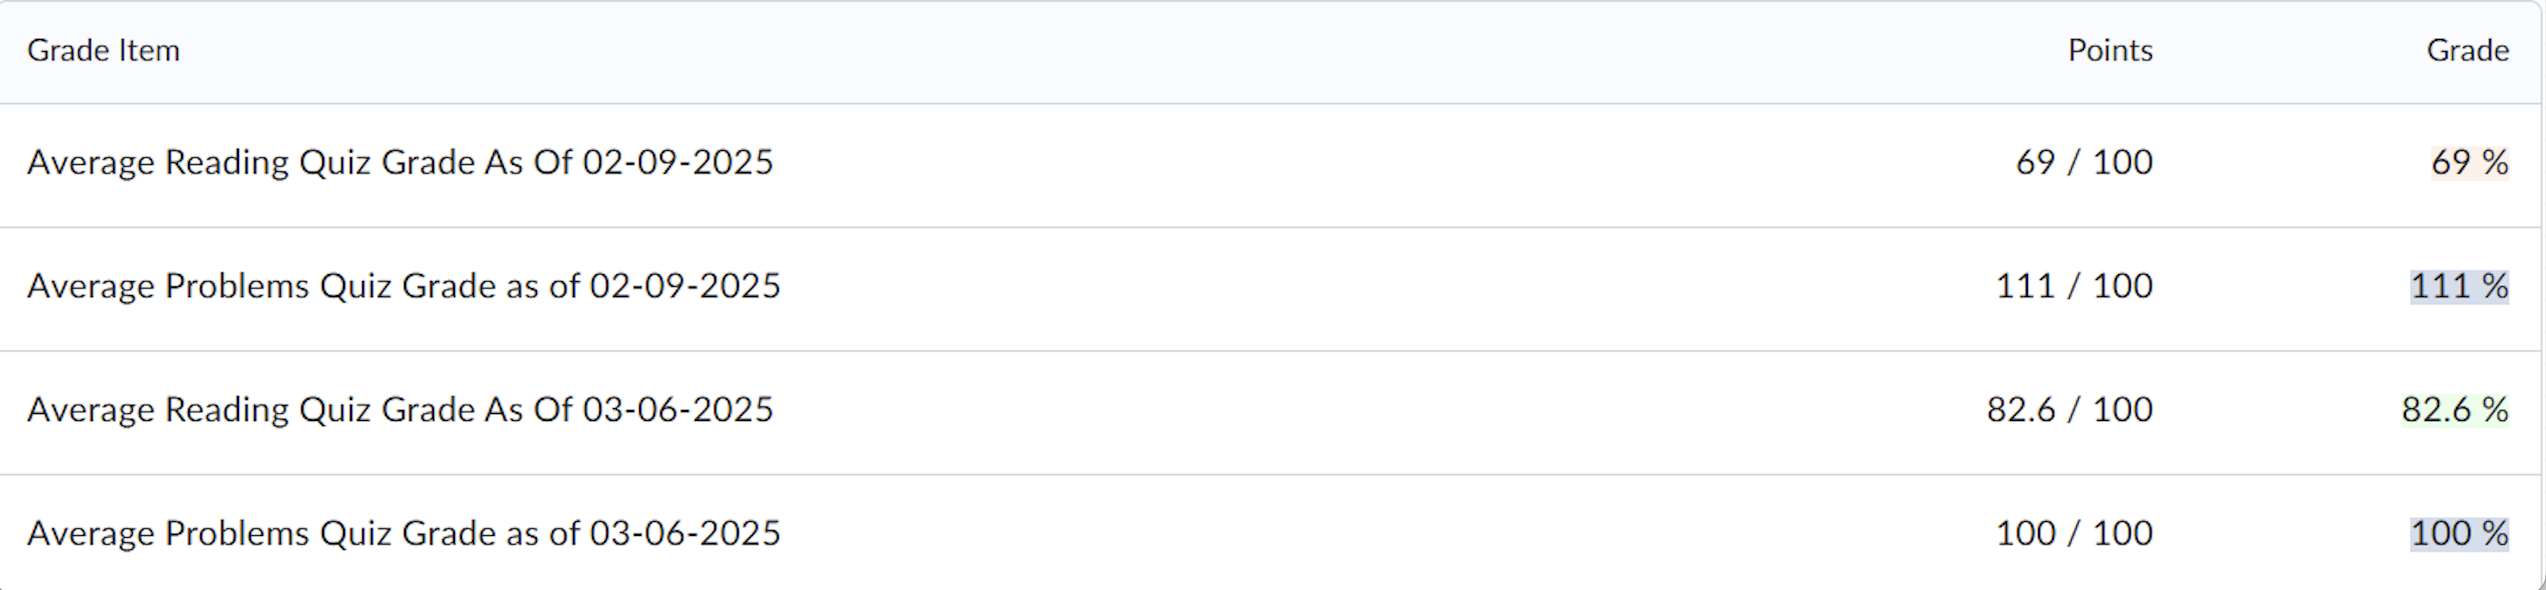 Grade Item Points Grade
Average Reading Quiz Grade As Of 02-09-2025 69 / 100 69 %
Average Problems Quiz Grade as of 02-09-2025 111 / 100 111 %
Average Reading Quiz Grade As Of 03-06-2025 82.6 / 100 82.6 %
Average Problems Quiz Grade as of 03-06-2025 100 / 100 100 %